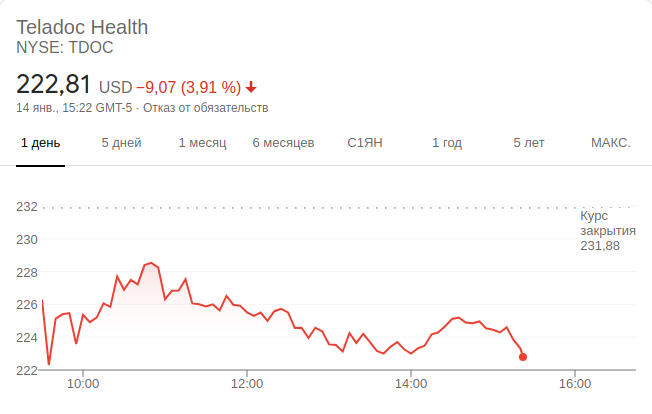 Teladoc Health
NYSE: TDOC
222,81 USD −9,07 (3,91 %)
14 янв., 15:22 GMT-5 · Отказ от обязательств
1 день 5 дней 1 месяц 6 месяцев С1ЯН 1 год 5 лет МАКС.
232
Курс
закрытия
231,88
230
228
226
224
222
10:00 12:00 14:00 16:00